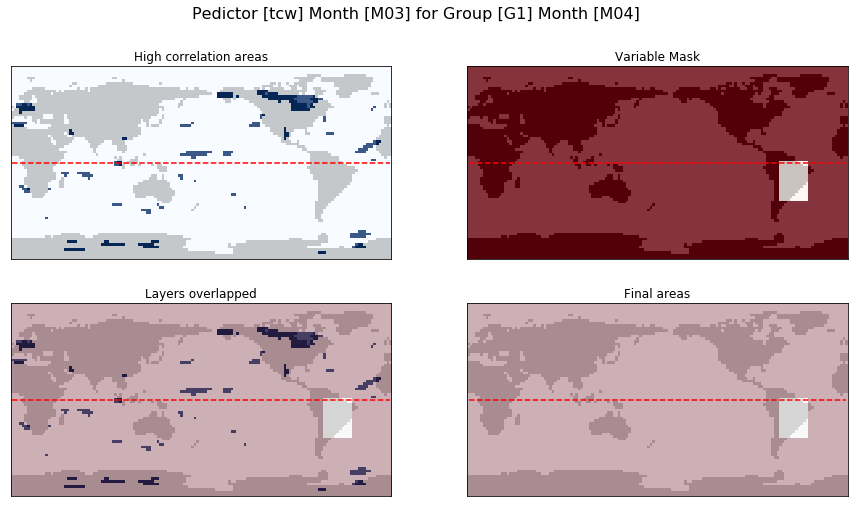 Pedictor [tcw] Month [M03] for Group [G1] Month [M04]
High correlation areas
Variable Mask
Layers overlapped
Final areas